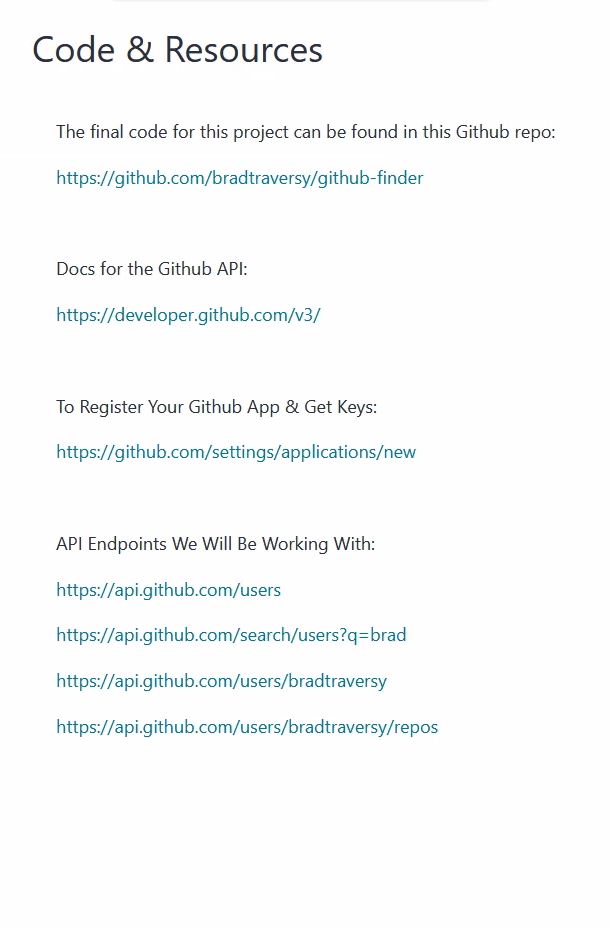 Code & Resources
The final code for this project can be found in this Github repo:
https://github.com/bradtraversy/github-finder
Docs for the Github API:
https://developer.github.com/v3/
To Register Your Github App & Get Keys:
https://github.com/settings/applications/new
API Endpoints We Will Be Working With:
https://api.github.com/users
https://api.github.com/search/users?q=brad
https://api.github.com/users/bradtraversy
https://api.github.com/users/bradtraversy/repos